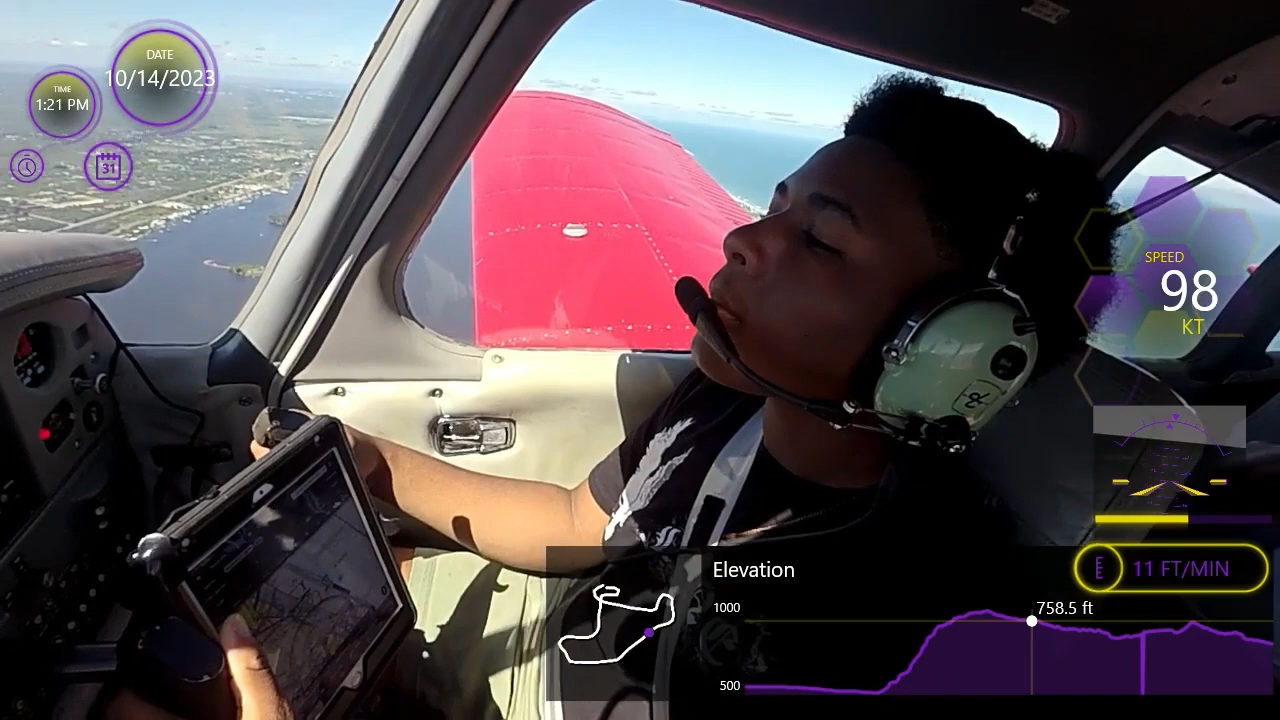 DATE
10/14/2023
TIME
1:21 PM
31
SPEED
98
KT
11 FT/MIN
Elevation
1000
758.5 ft
500